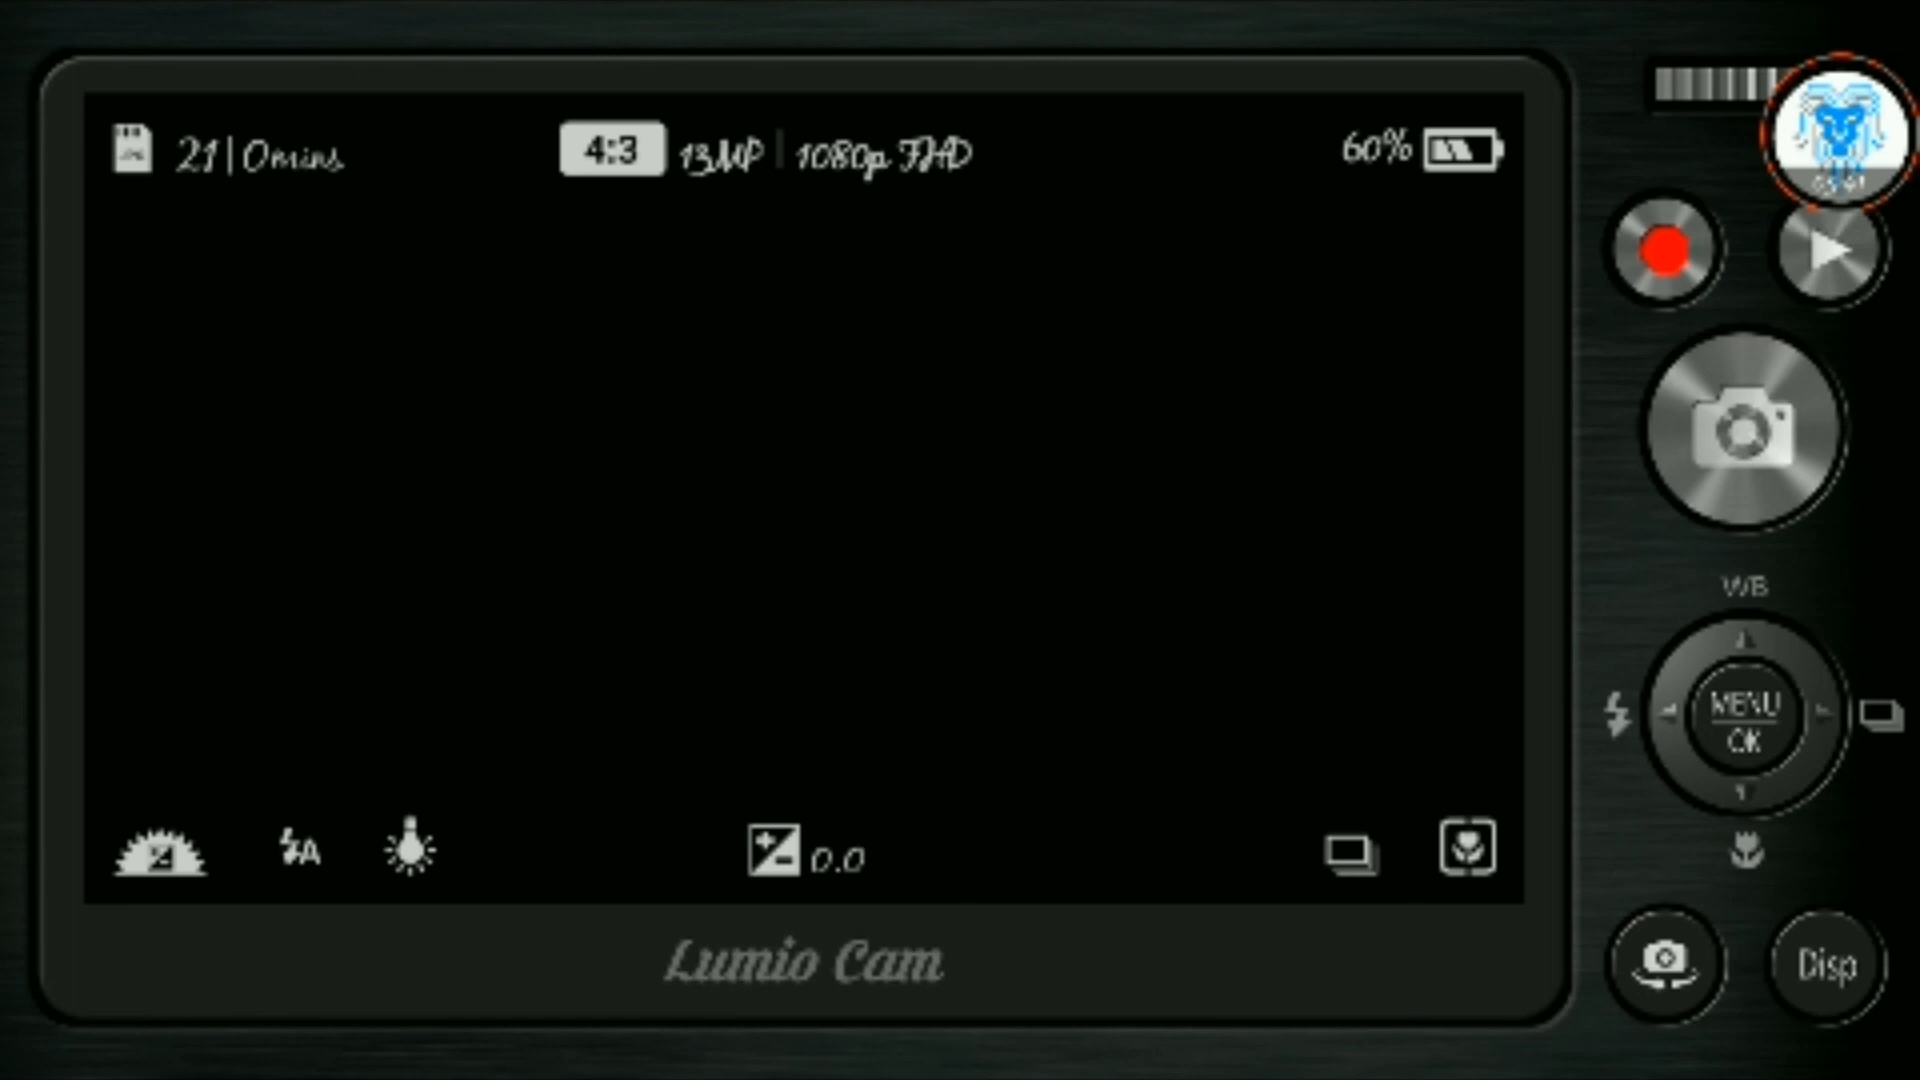 21|0mins
4:3 13MP 1080p FHD
60%
A
0.0
Lumio Cam
WB
MENU
OK
Disp